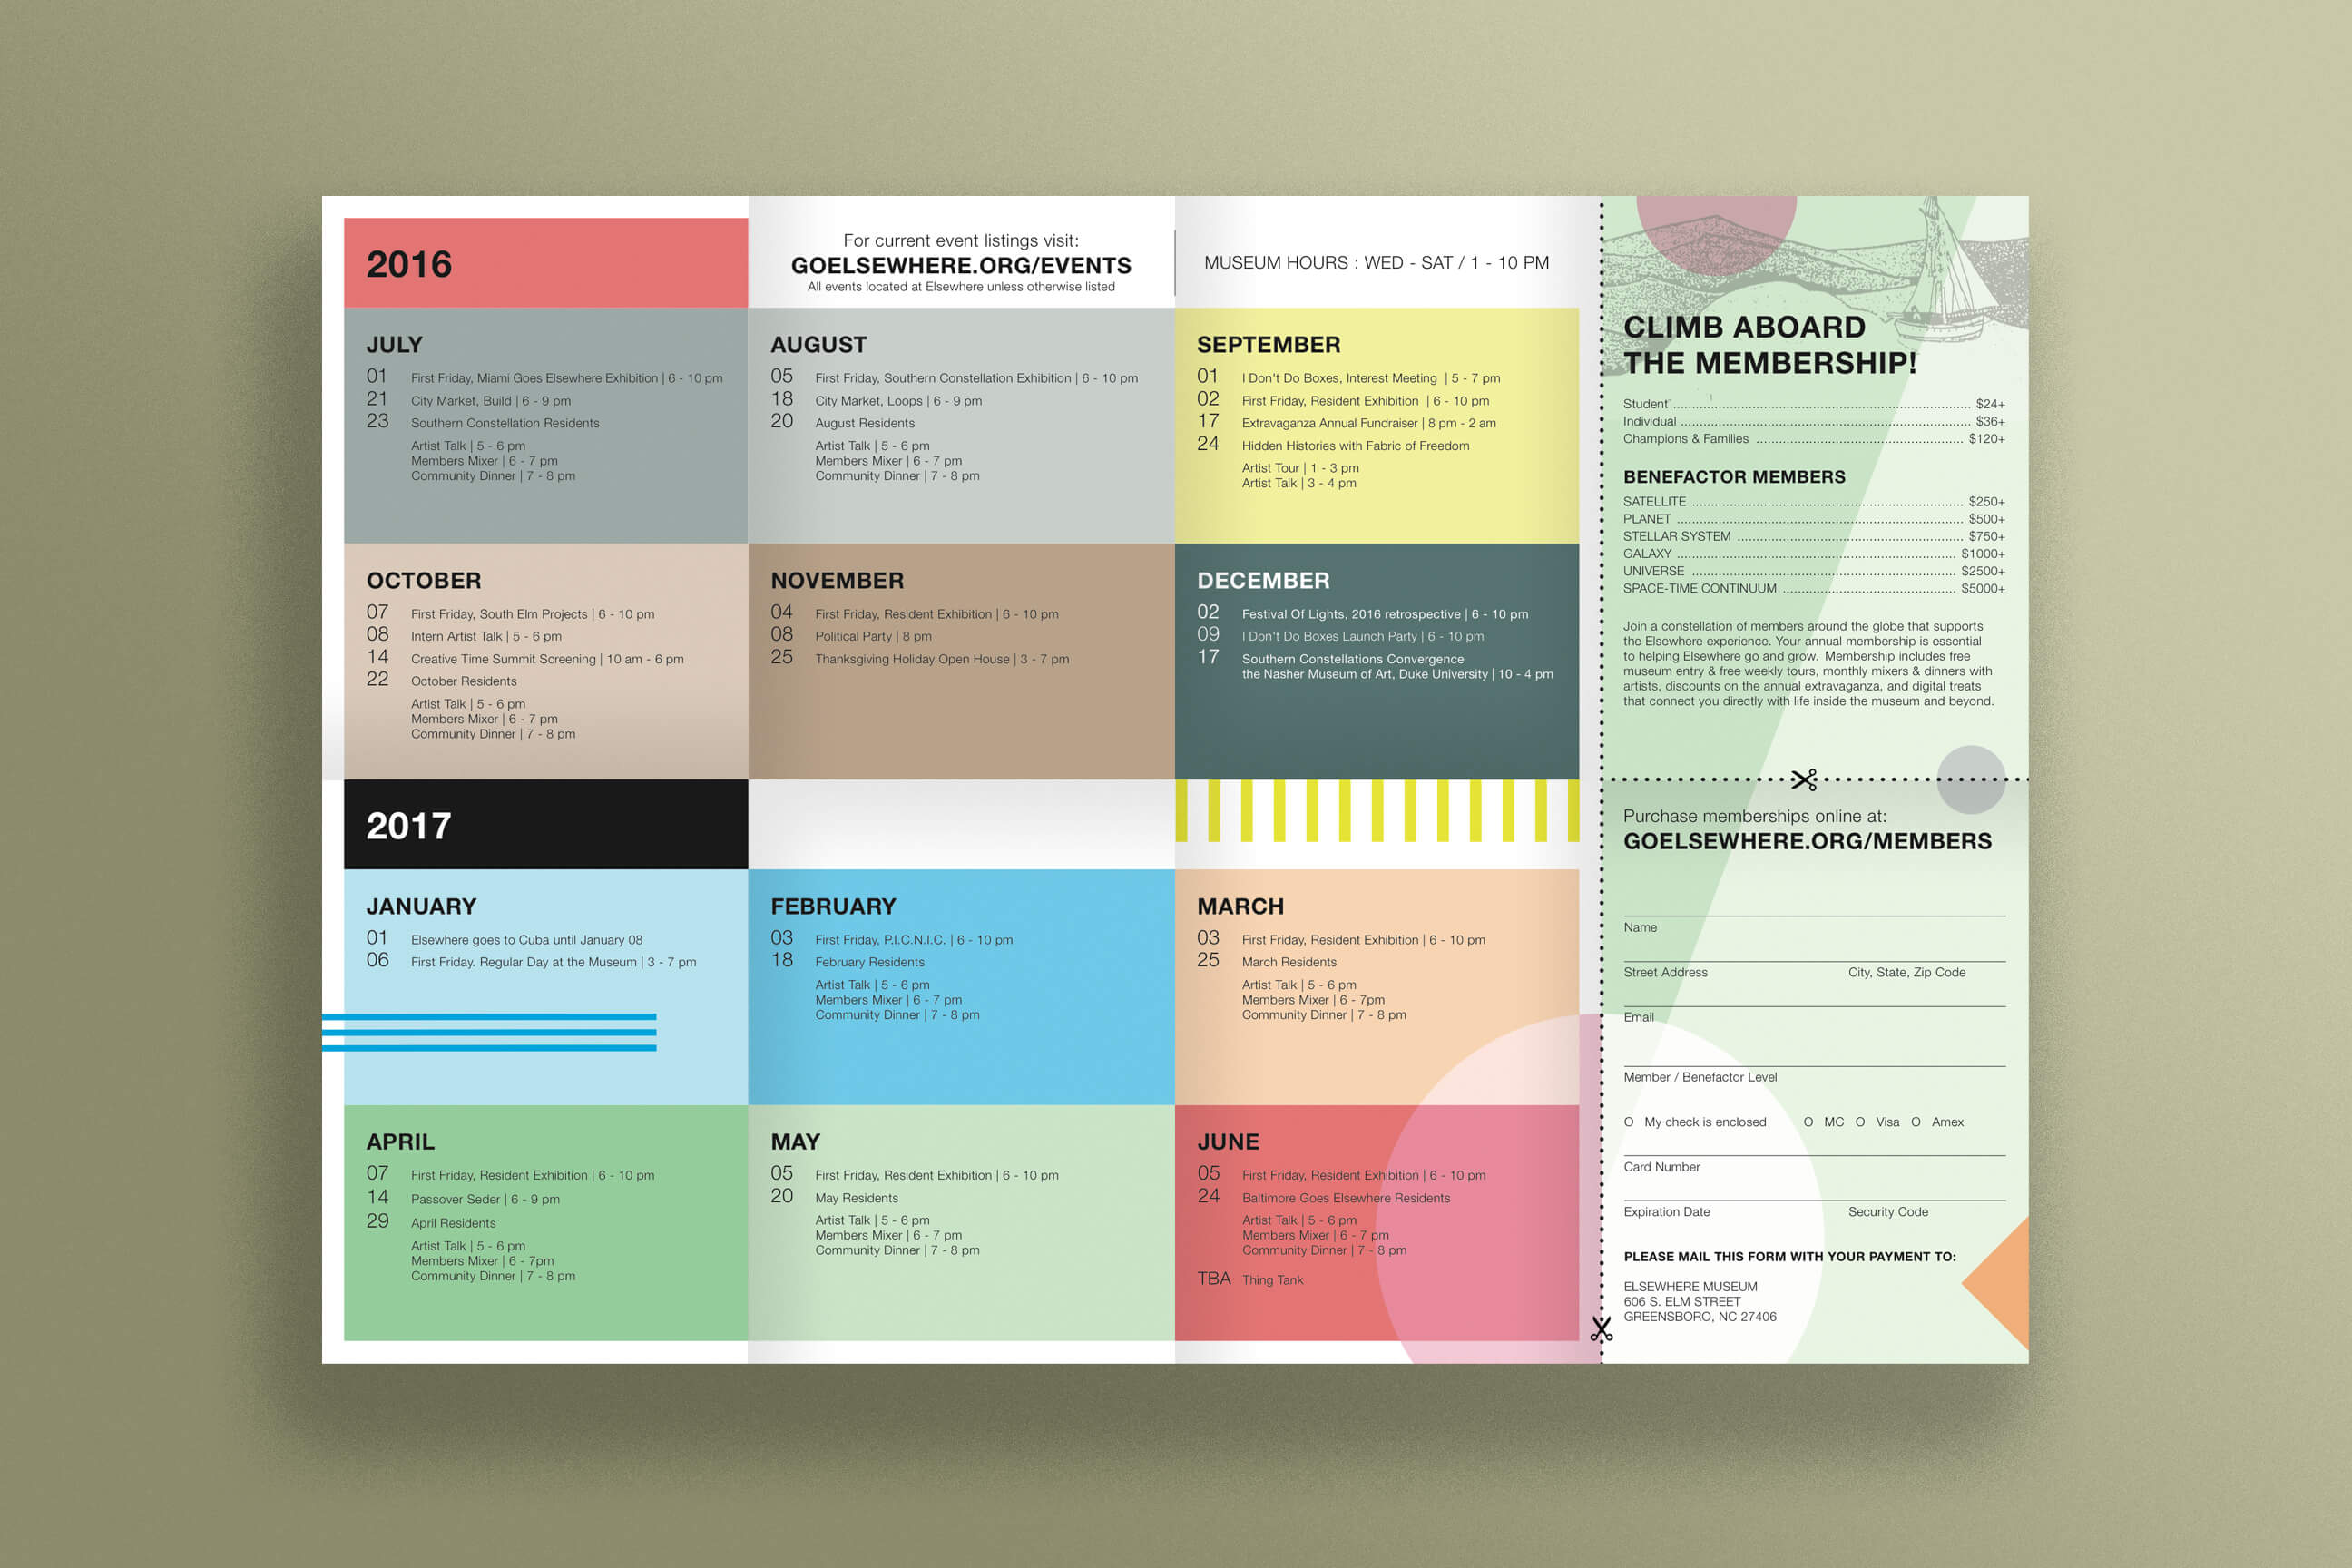 2016
For current event listings visit:
GOELSEWHERE.ORG/EVENTS
All events located at Elsewhere unless otherwise listed
MUSEUM HOURS : WED - SAT / 1 - 10 PM
JULY
01 First Friday, Miami Goes Elsewhere Exhibition | 6 - 10 pm
21 City Market, Build | 6 - 9 pm
23 Southern Constellation Residents
Artist Talk | 5 - 6 pm
Members Mixer | 6 - 7 pm
Community Dinner | 7 - 8 pm
AUGUST
05 First Friday, Southern Constellation Exhibition | 6 - 10 pm
18 City Market, Loops | 6 - 9 pm
20 August Residents
Artist Talk | 5 - 6 pm
Members Mixer | 6 - 7 pm
Community Dinner | 7 - 8 pm
SEPTEMBER
01 I Don't Do Boxes, Interest Meeting | 5 - 7 pm
02 First Friday, Resident Exhibition | 6 - 10 pm
17 Extravaganza Annual Fundraiser | 8 pm - 2 am
24 Hidden Histories with Fabric of Freedom
Artist Tour | 1 - 3 pm
Artist Talk | 3 - 4 pm
OCTOBER
07 First Friday, South Elm Projects | 6 - 10 pm
08 Intern Artist Talk | 5 - 6 pm
14 Creative Time Summit Screening | 10 am - 6 pm
22 October Residents
Artist Talk | 5 - 6 pm
Members Mixer | 6 - 7 pm
Community Dinner | 7 - 8 pm
NOVEMBER
04 First Friday, Resident Exhibition | 6 - 10 pm
08 Political Party | 8 pm
25 Thanksgiving Holiday Open House | 3 - 7 pm
DECEMBER
02 Festival Of Lights, 2016 retrospective | 6 - 10 pm
09 I Don't Do Boxes Launch Party | 6 - 10 pm
17 Southern Constellations Convergence
the Nasher Museum of Art, Duke University | 10 - 4 pm
2017
JANUARY
01 Elsewhere goes to Cuba until January 08
06 First Friday. Regular Day at the Museum | 3 - 7 pm
FEBRUARY
03 First Friday, P.I.C.N.I.C. | 6 - 10 pm
18 February Residents
Artist Talk | 5 - 6 pm
Members Mixer | 6 - 7 pm
Community Dinner | 7 - 8 pm
MARCH
03 First Friday, Resident Exhibition | 6 - 10 pm
25 March Residents
Artist Talk | 5 - 6 pm
Members Mixer | 6 - 7pm
Community Dinner | 7 - 8 pm
APRIL
07 First Friday, Resident Exhibition | 6 - 10 pm
14 Passover Seder | 6 - 9 pm
29 April Residents
Artist Talk | 5 - 6 pm
Members Mixer | 6 - 7pm
Community Dinner | 7 - 8 pm
MAY
05 First Friday, Resident Exhibition | 6 - 10 pm
20 May Residents
Artist Talk | 5 - 6 pm
Members Mixer | 6 - 7 pm
Community Dinner | 7 - 8 pm
JUNE
05 First Friday, Resident Exhibition | 6 - 10 pm
24 Baltimore Goes Elsewhere Residents
Artist Talk | 5 - 6 pm
Members Mixer | 6 - 7 pm
Community Dinner | 7 - 8 pm
TBA Thing Tank
CLIMB ABOARD
THE MEMBERSHIP!
Student ... $24+
Individual ... $36+
Champions & Families ... $120+
BENEFACTOR MEMBERS
SATELLITE ... $250+
PLANET ... $500+
STELLAR SYSTEM ... $750+
GALAXY ... $1000+
UNIVERSE ... $2500+
SPACE-TIME CONTINUUM ... $5000+
Join a constellation of members around the globe that supports
the Elsewhere experience. Your annual membership is essential
to helping Elsewhere go and grow. Membership includes free
museum entry & free weekly tours, monthly mixers & dinners with
artists, discounts on the annual extravaganza, and digital treats
that connect you directly with life inside the museum and beyond.
Purchase memberships online at:
GOELSEWHERE.ORG/MEMBERS
Name
Street Address City, State, Zip Code
Email
Member / Benefactor Level
O My check is enclosed O MC O Visa O Amex
Card Number
Expiration Date Security Code
PLEASE MAIL THIS FORM WITH YOUR PAYMENT TO:
ELSEWHERE MUSEUM
606 S. ELM STREET
GREENSBORO, NC 27406